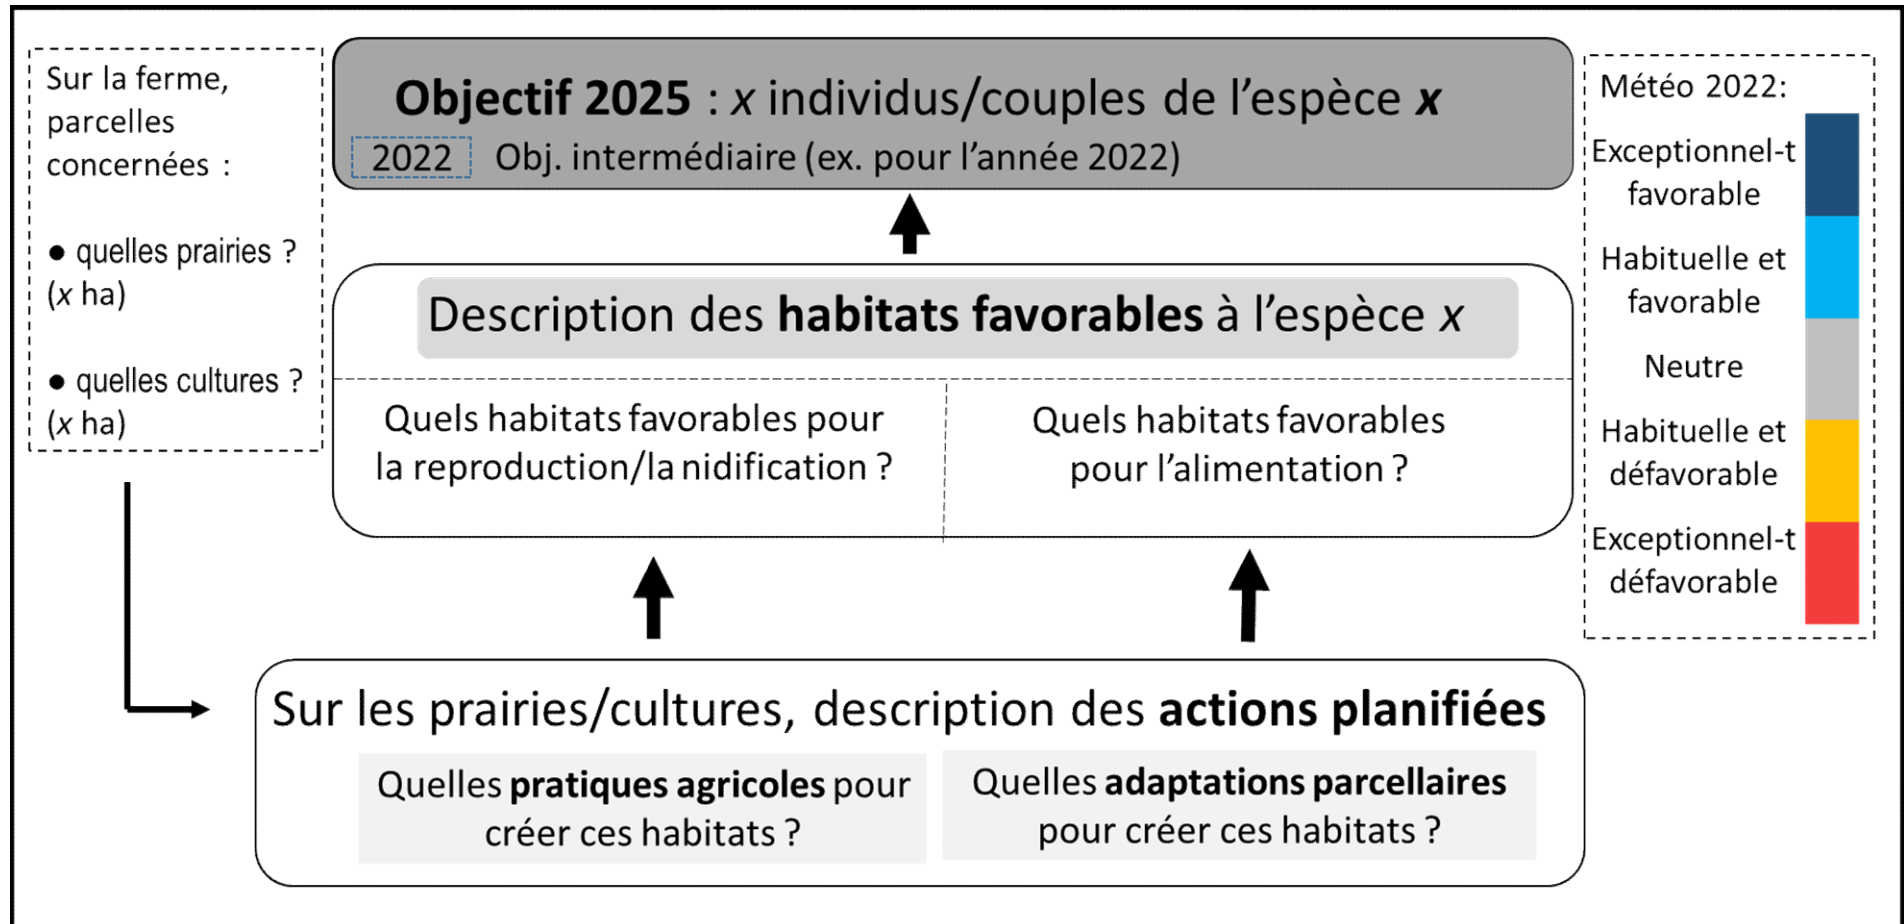 Sur la ferme,
parcelles
concernées :
● quelles prairies ?
(x ha)
● quelles cultures ?
(x ha)
Objectif 2025 : x individus/couples de l’espèce x
2022 Obj. intermédiaire (ex. pour l’année 2022)
Description des habitats favorables à l’espèce x
Quels habitats favorables pour
la reproduction/la nidification ?
Quels habitats favorables
pour l’alimentation ?
Sur les prairies/cultures, description des actions planifiées
Quelles pratiques agricoles pour
créer ces habitats ?
Quelles adaptations parcellaires
pour créer ces habitats ?
Météo 2022:
Exceptionnel-t
favorable
Habituelle et
favorable
Neutre
Habituelle et
défavorable
Exceptionnel-t
défavorable